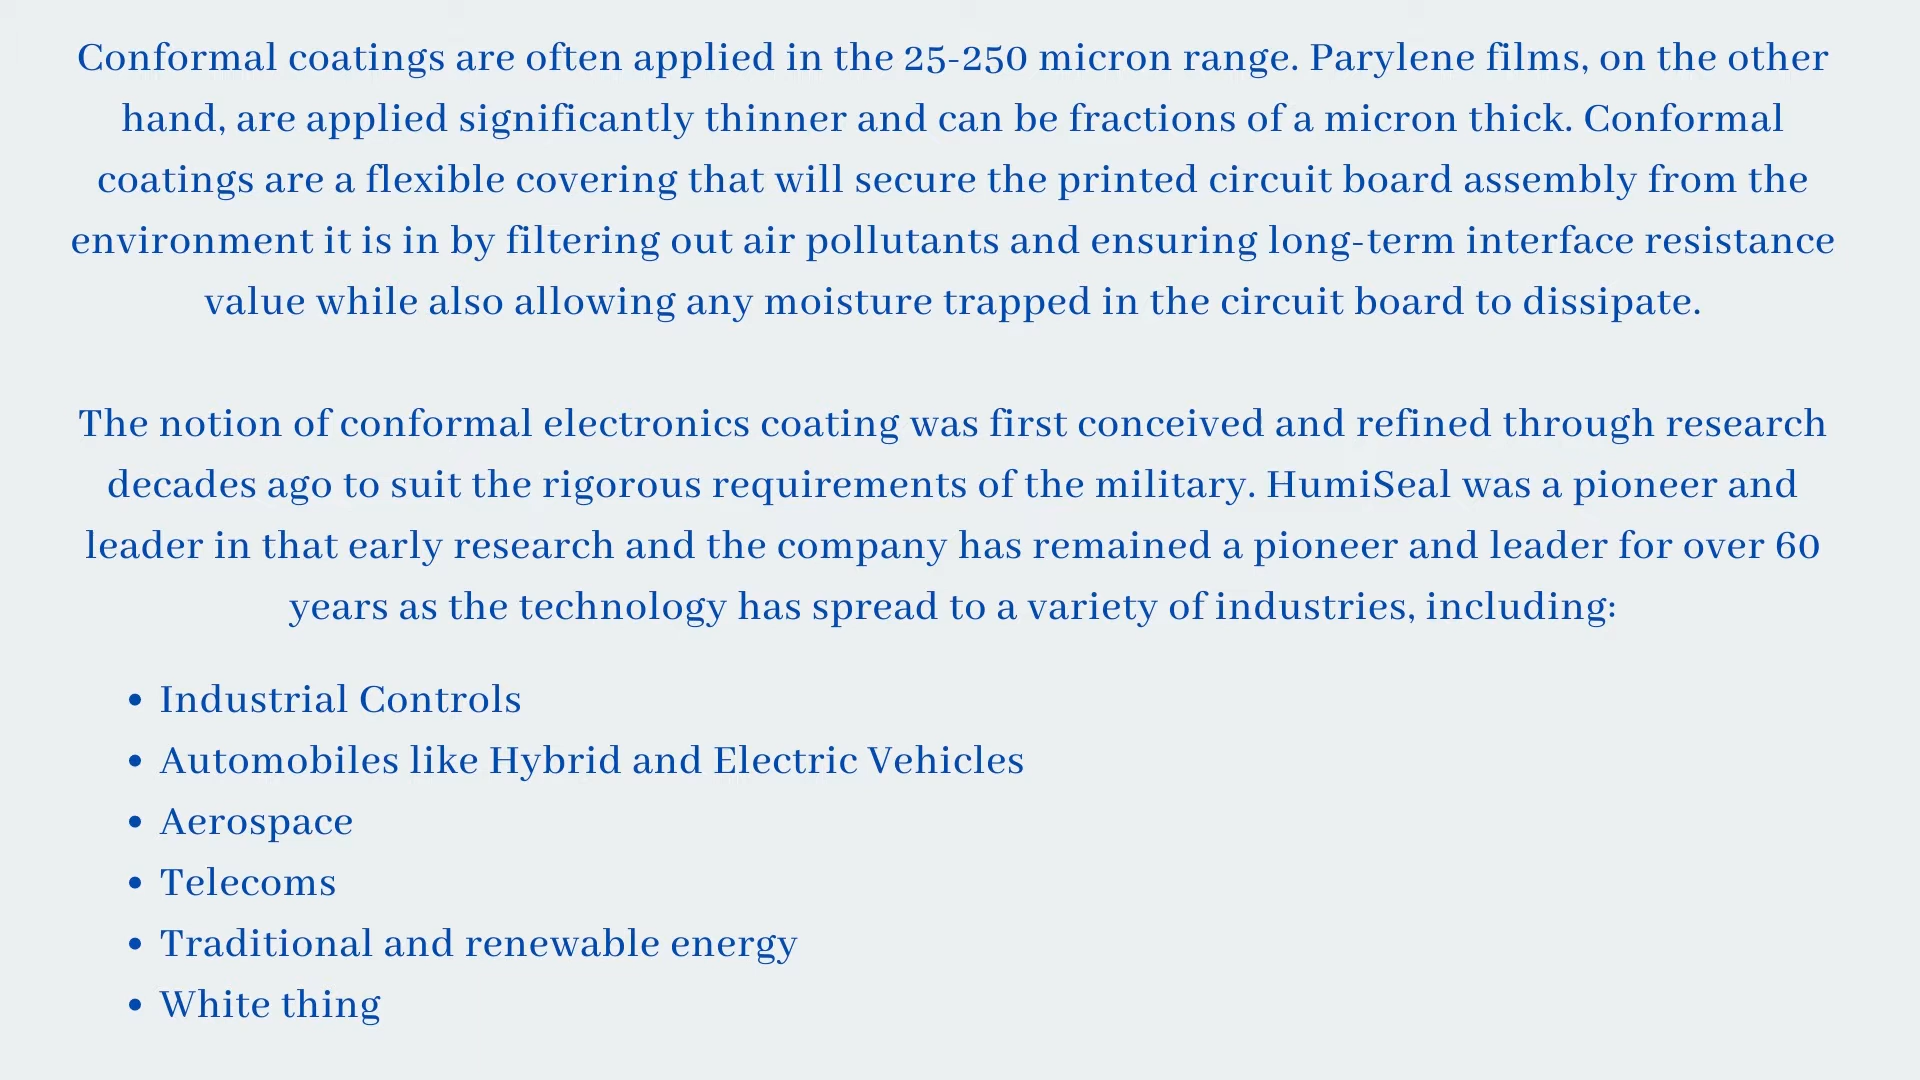 Conformal coatings are often applied in the 25-250 micron range. Parylene films, on the other
hand, are applied significantly thinner and can be fractions of a micron thick. Conformal
coatings are a flexible covering that will secure the printed circuit board assembly from the
environment it is in by filtering out air pollutants and ensuring long-term interface resistance
value while also allowing any moisture trapped in the circuit board to dissipate.
The notion of conformal electronics coating was first conceived and refined through research
decades ago to suit the rigorous requirements of the military. HumiSeal was a pioneer and
leader in that early research and the company has remained a pioneer and leader for over 60
years as the technology has spread to a variety of industries, including:
• Industrial Controls
• Automobiles like Hybrid and Electric Vehicles
• Aerospace
• Telecoms
• Traditional and renewable energy
• White thing